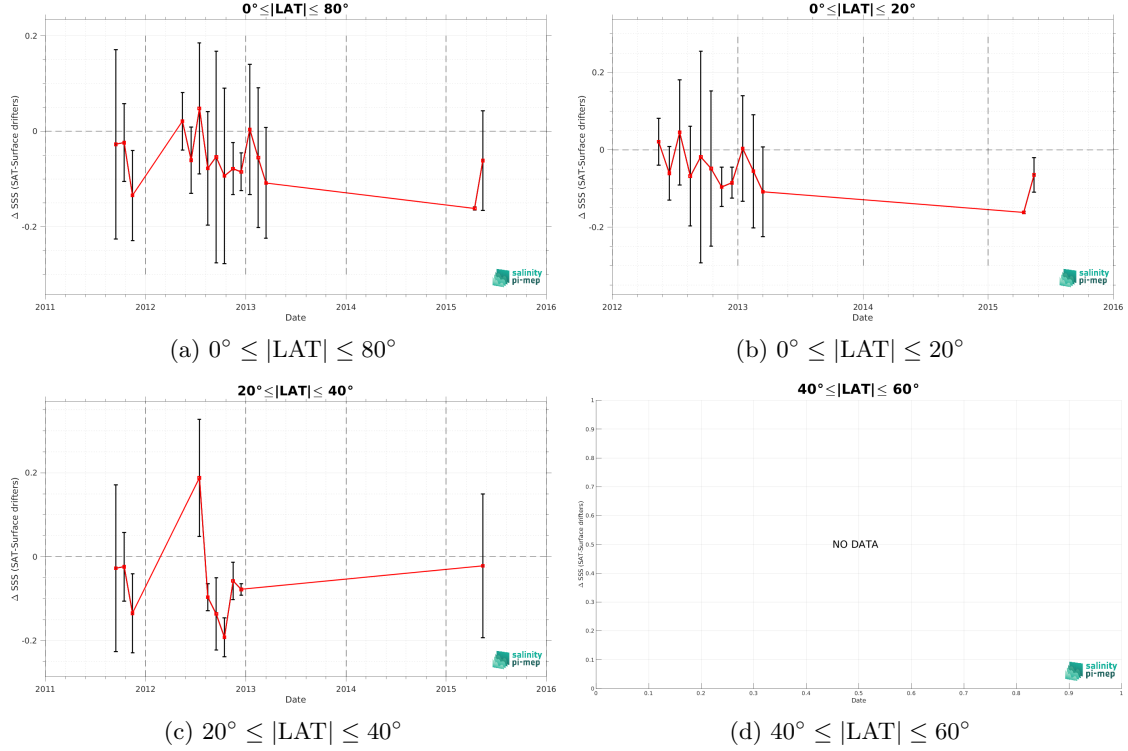 0°≤|LAT|≤ 80°
0.2
0
-0.2
Δ SSS (SAT-Surface drifters)
2011 2012 2013 2014 2015 2016
Date
salinity
pi-mep
(a) 0° ≤ |LAT| ≤ 80°
0°≤|LAT|≤ 20°
0.2
0
-0.2
Δ SSS (SAT-Surface drifters)
2012 2013 2014 2015 2016
Date
salinity
pi-mep
(b) 0° ≤ |LAT| ≤ 20°
20°≤|LAT|≤ 40°
0.2
0
-0.2
Δ SSS (SAT-Surface drifters)
2011 2012 2013 2014 2015 2016
Date
salinity
pi-mep
(c) 20° ≤ |LAT| ≤ 40°
40°≤|LAT|≤ 60°
1
0.9
0.8
0.7
0.6
0.5
0.4
0.3
0.2
0.1
0
Δ SSS (SAT-Surface drifters)
NO DATA
0 0.1 0.2 0.3 0.4 0.5 0.6 0.7 0.8 0.9 1
Date
salinity
pi-mep
(d) 40° ≤ |LAT| ≤ 60°